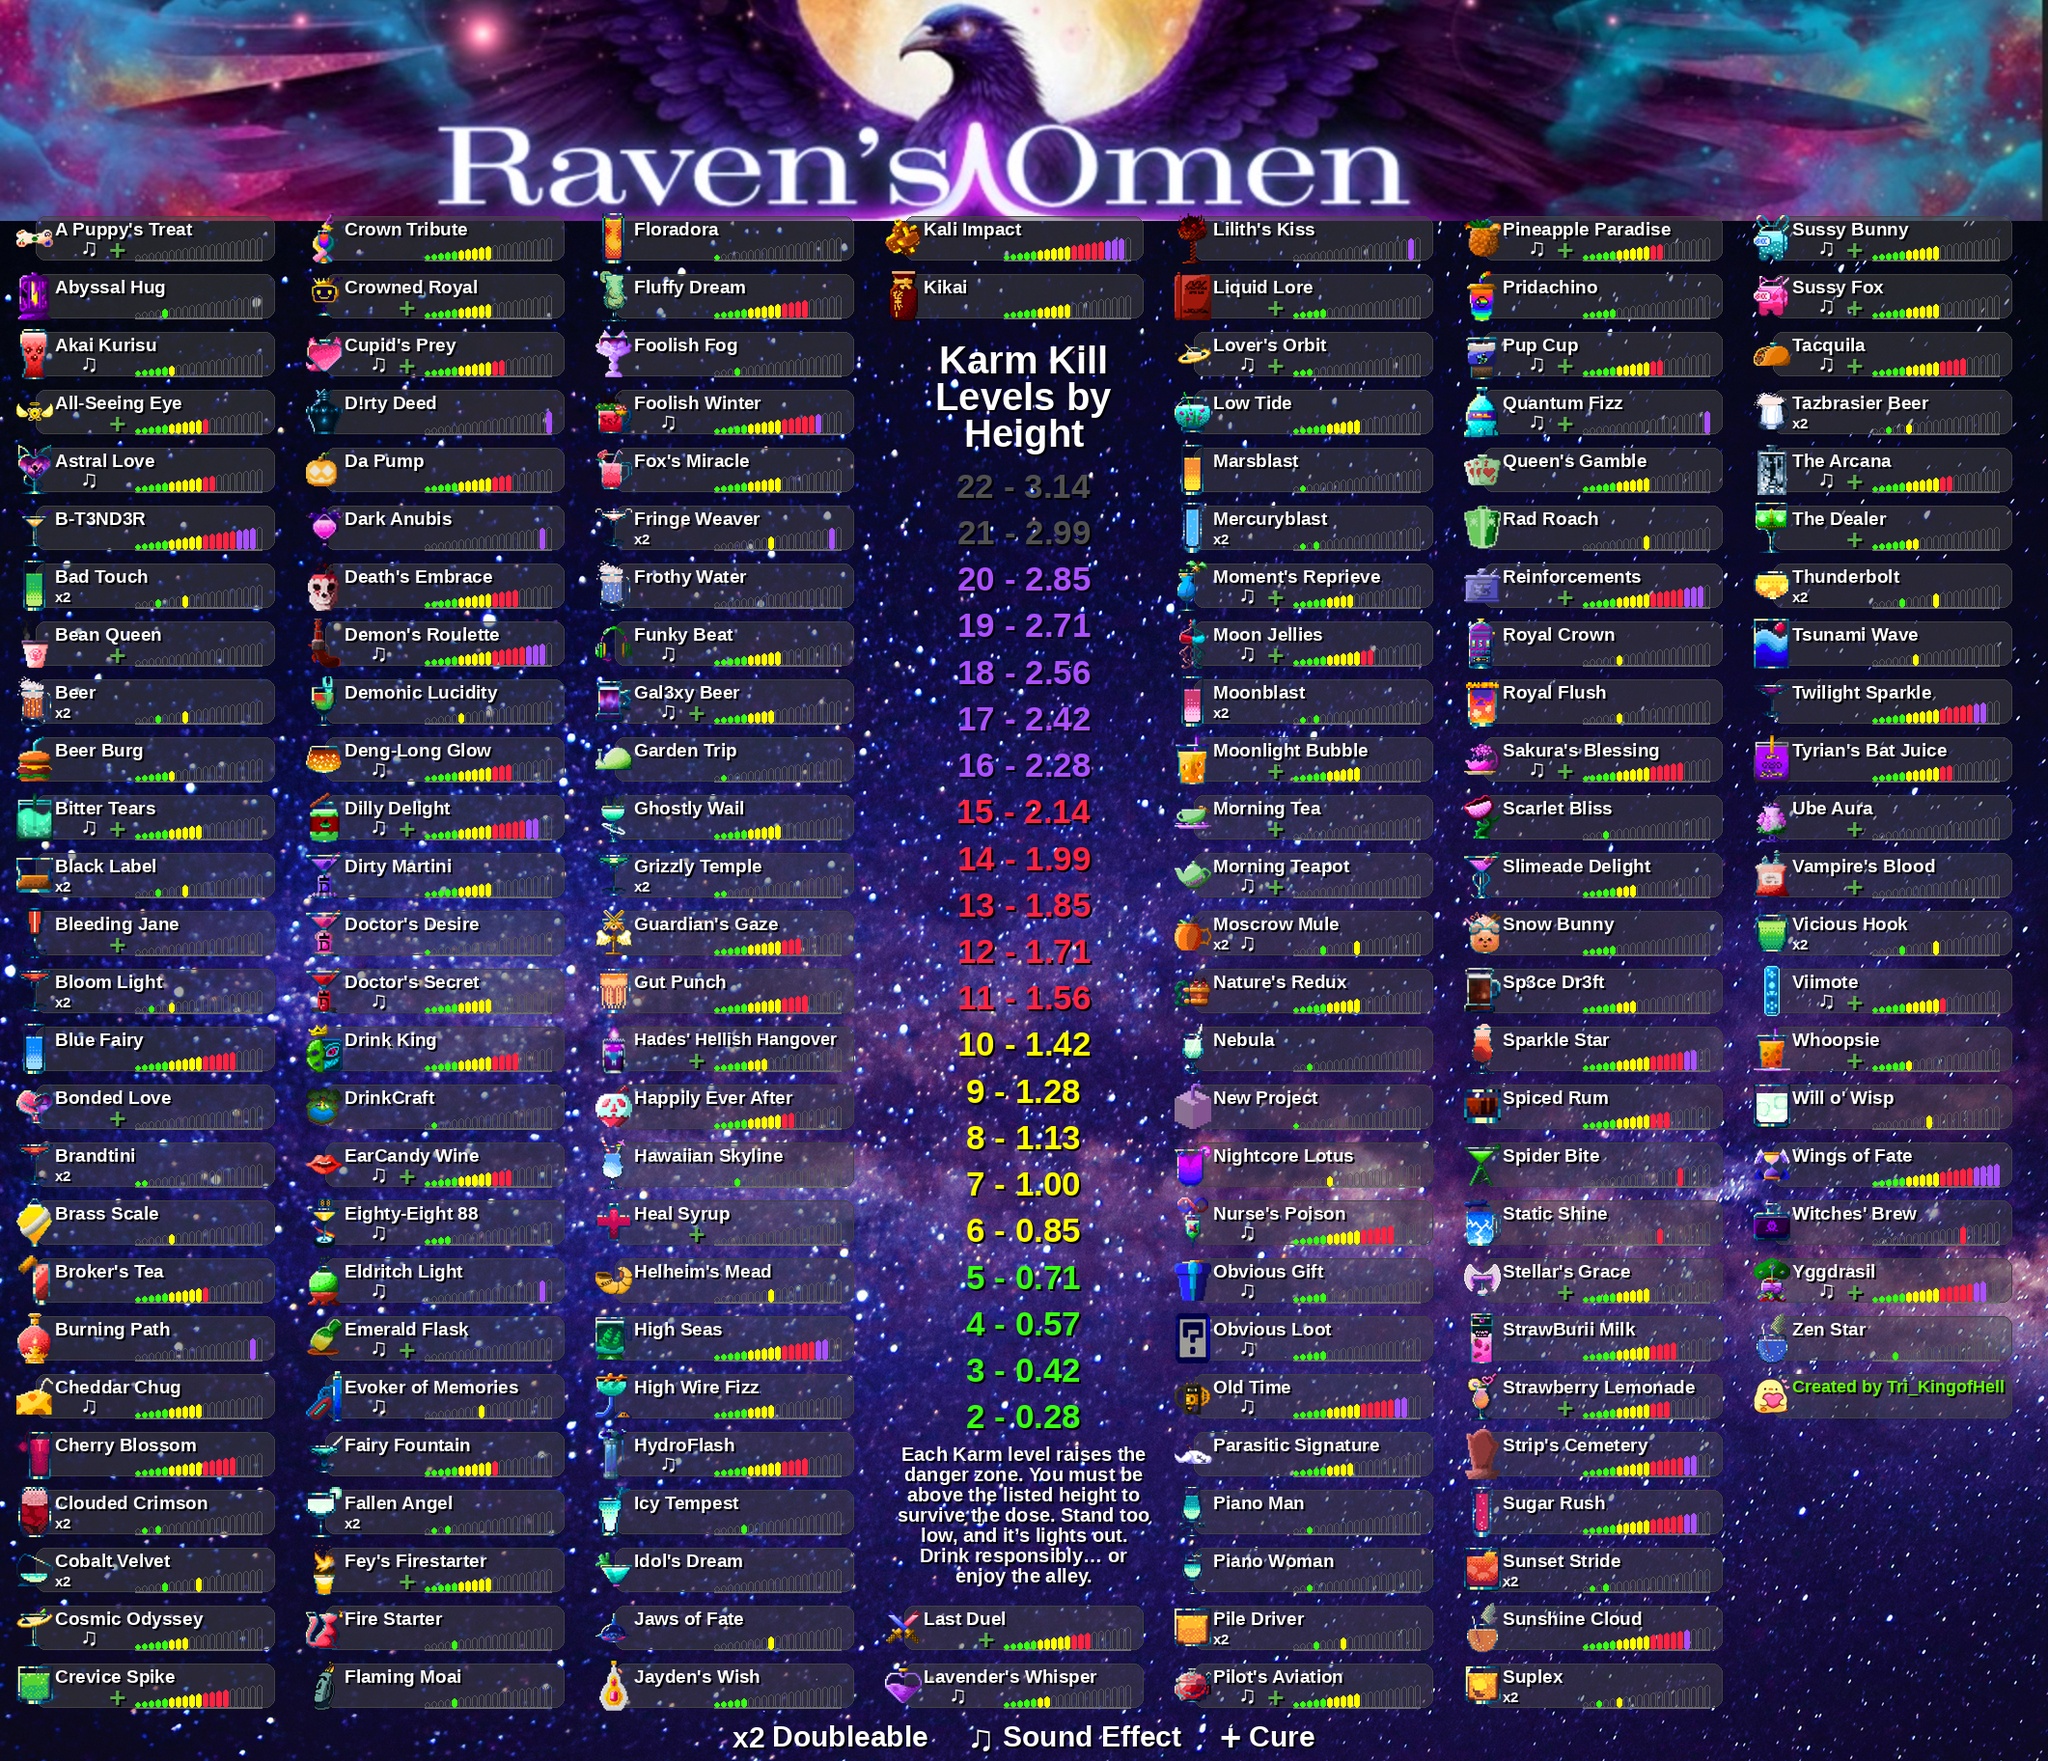 Raven's Omen
A Puppy's Treat
♫ +
Abyssal Hug
Akai Kurisu
♫
All-Seeing Eye
+
Astral Love
♫
B-T3ND3R
Bad Touch
x2
Bean Queen
+
Beer
x2
Beer Burg
Bitter Tears
♫ +
Black Label
x2
Bleeding Jane
+
Bloom Light
x2
Blue Fairy
Bonded Love
+
Brandtini
x2
Brass Scale
Broker's Tea
Burning Path
Cheddar Chug
♫
Cherry Blossom
Clouded Crimson
x2
Cobalt Velvet
x2
Cosmic Odyssey
♫
Crevice Spike
+
Crown Tribute
Crowned Royal
+
Cupid's Prey
♫ +
D!rty Deed
Da Pump
Dark Anubis
Death's Embrace
Demon's Roulette
♫
Demonic Lucidity
Deng-Long Glow
♫
Dilly Delight
♫ +
Dirty Martini
Doctor's Desire
Doctor's Secret
♫
Drink King
DrinkCraft
EarCandy Wine
♫ +
Eighty-Eight 88
♫
Eldritch Light
♫
Emerald Flask
♫ +
Evoker of Memories
♫
Fairy Fountain
Fallen Angel
x2
Fey's Firestarter
+
Fire Starter
Flaming Moai
Floradora
Fluffy Dream
Foolish Fog
Foolish Winter
♫
Fox's Miracle
Fringe Weaver
x2
Frothy Water
Funky Beat
♫
Gal3xy Beer
♫ +
Garden Trip
Ghostly Wail
Grizzly Temple
x2
Guardian's Gaze
Gut Punch
Hades' Hellish Hangover
+
Happily Ever After
Hawaiian Skyline
Heal Syrup
+
Helheim's Mead
High Seas
High Wire Fizz
HydroFlash
♫
Icy Tempest
Idol's Dream
Jaws of Fate
Jayden's Wish
Kali Impact
Kikai
Karm Kill
Levels by
Height
22 - 3.14
21 - 2.99
20 - 2.85
19 - 2.71
18 - 2.56
17 - 2.42
16 - 2.28
15 - 2.14
14 - 1.99
13 - 1.85
12 - 1.71
11 - 1.56
10 - 1.42
9 - 1.28
8 - 1.13
7 - 1.00
6 - 0.85
5 - 0.71
4 - 0.57
3 - 0.42
2 - 0.28
Each Karm level raises the
danger zone. You must be
above the listed height to
survive the dose. Stand too
low, and it's lights out.
Drink responsibly... or
enjoy the alley.
Last Duel
+
Lavender's Whisper
♫
Lilith's Kiss
Liquid Lore
+
Lover's Orbit
♫ +
Low Tide
Marsblast
Mercuryblast
x2
Moment's Reprieve
♫ +
Moon Jellies
♫ +
Moonblast
x2
Moonlight Bubble
+
Morning Tea
+
Morning Teapot
♫ +
Moscrow Mule
x2 ♫
Nature's Redux
Nebula
New Project
Nightcore Lotus
Nurse's Poison
♫
Obvious Gift
♫
Obvious Loot
♫
Old Time
♫
Parasitic Signature
Piano Man
Piano Woman
Pile Driver
x2
Pilot's Aviation
♫ +
Pineapple Paradise
♫ +
Pridachino
Pup Cup
♫ +
Quantum Fizz
♫ +
Queen's Gamble
Rad Roach
Reinforcements
+
Royal Crown
Royal Flush
Sakura's Blessing
♫ +
Scarlet Bliss
Slimeade Delight
Snow Bunny
Sp3ce Dr3ft
Sparkle Star
Spiced Rum
Spider Bite
Static Shine
Stellar's Grace
+
StrawBurii Milk
Strawberry Lemonade
+
Strip's Cemetery
Sugar Rush
Sunset Stride
x2
Sunshine Cloud
Suplex
x2
Sussy Bunny
♫ +
Sussy Fox
♫ +
Tacquila
♫ +
Tazbrasier Beer
x2
The Arcana
♫ +
The Dealer
+
Thunderbolt
x2
Tsunami Wave
Twilight Sparkle
Tyrian's Bat Juice
Ube Aura
+
Vampire's Blood
+
Vicious Hook
x2
Viimote
♫ +
Whoopsie
+
Will o' Wisp
Wings of Fate
Witches' Brew
Yggdrasil
♫ +
Zen Star
Created by Tri_KingofHell
x2 Doubleable ♫ Sound Effect + Cure